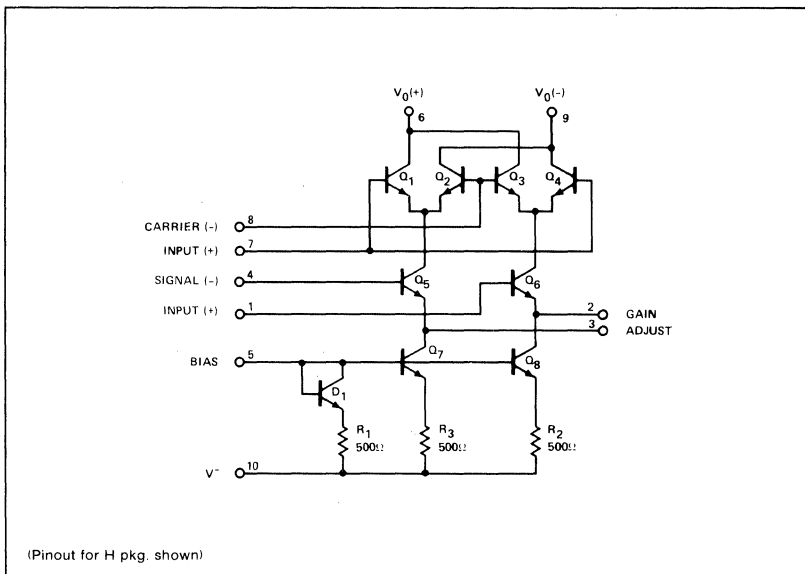 V0(+)
6
V0(-)
9
Q1
Q2
Q3
Q4
CARRIER (-) 8
INPUT (+) 7
SIGNAL (-) 4
Q5
Q6
INPUT (+) 1
2 GAIN
3 ADJUST
BIAS 5
Q7
Q8
D1
R1
500Ω
R3
500Ω
R2
500Ω
V- 10
(Pinout for H pkg. shown)